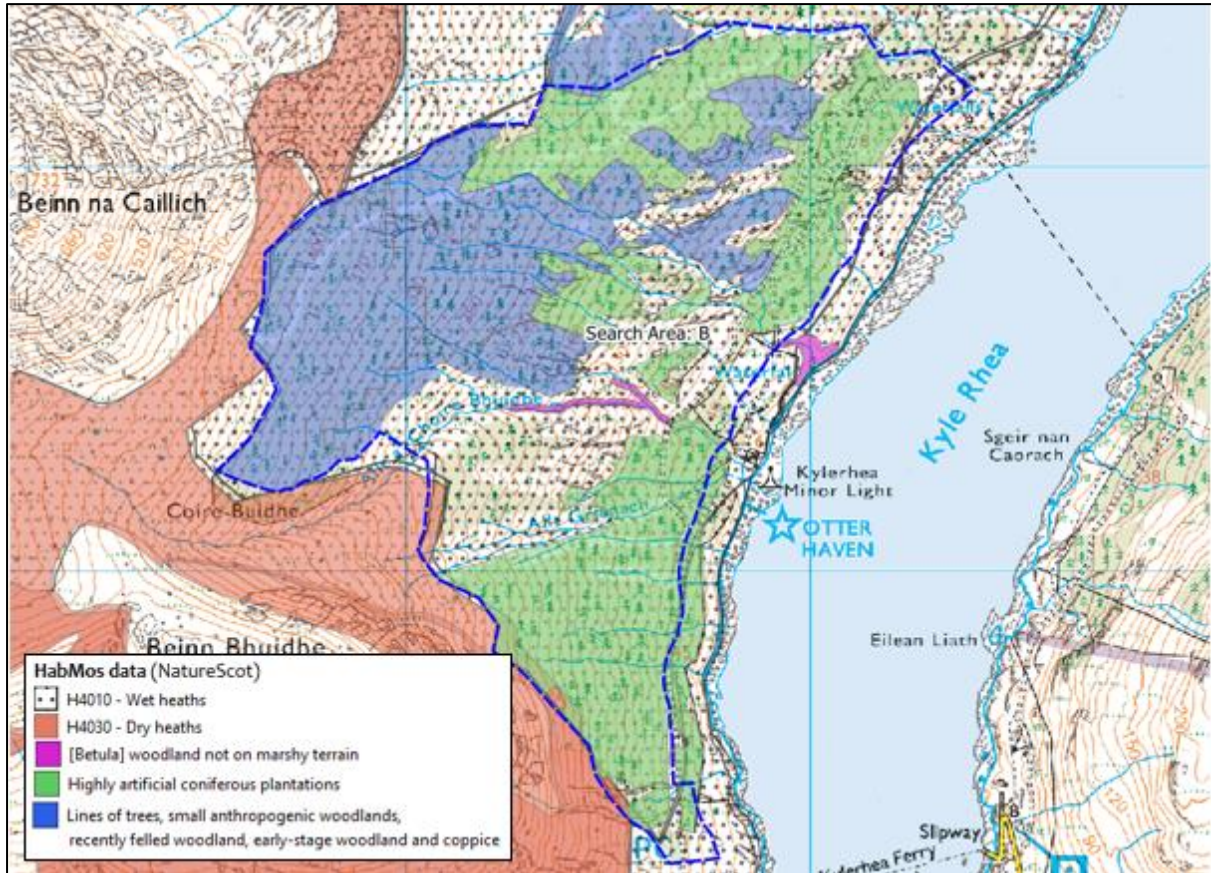 Waterfalls
732
Beinn na Caillich
Search Area: B
Waterfall
Kyle Rhea
Sgeir nan
Caorach
Kylerhea
Minor Light
OTTER
HAVEN
Coire Buidhe
Eilean Liath
Beinn Bhuidhe
HabMos data (NatureScot)
H4010 - Wet heaths
H4030 - Dry heaths
[Betula] woodland not on marshy terrain
Highly artificial coniferous plantations
Lines of trees, small anthropogenic woodlands,
recently felled woodland, early-stage woodland and coppice
Slipway
Kylerhea Ferry
P